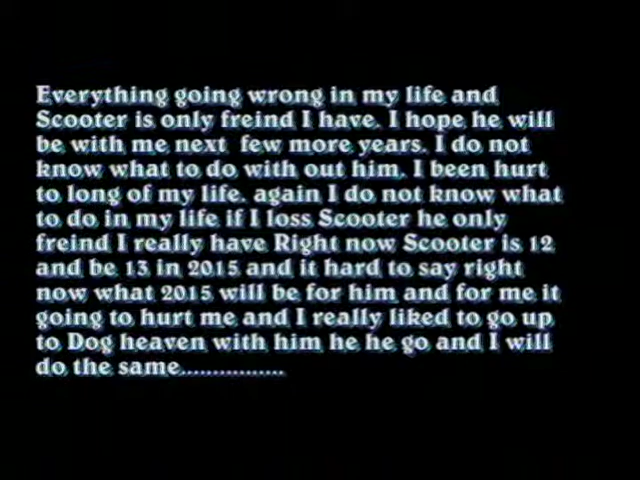 Everything going wrong in my life and
Scooter is only freind I have. I hope he will
be with me next few more years. I do not
know what to do with out him. I been hurt
to long of my life. again I do not know what
to do in my life if I loss Scooter he only
freind I really have Right now Scooter is 12
and be 13 in 2015 and it hard to say right
now what 2015 will be for him and for me it
going to hurt me and I really liked to go up
to Dog heaven with him he he go and I will
do the same................